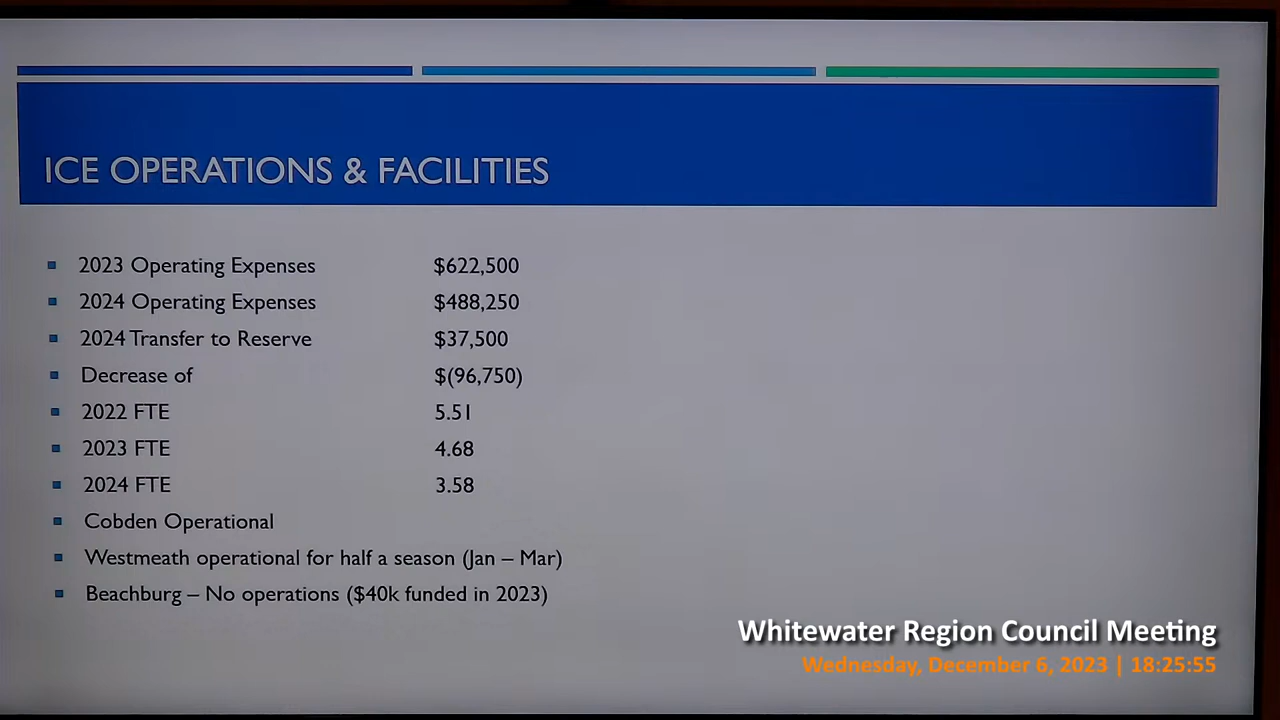 ICE OPERATIONS & FACILITIES
2023 Operating Expenses $622,500
2024 Operating Expenses $488,250
2024 Transfer to Reserve $37,500
Decrease of $(96,750)
2022 FTE 5.51
2023 FTE 4.68
2024 FTE 3.58
Cobden Operational
Westmeath operational for half a season (Jan – Mar)
Beachburg – No operations ($40k funded in 2023)
Whitewater Region Council Meeting
Wednesday, December 6, 2023 | 18:25:55